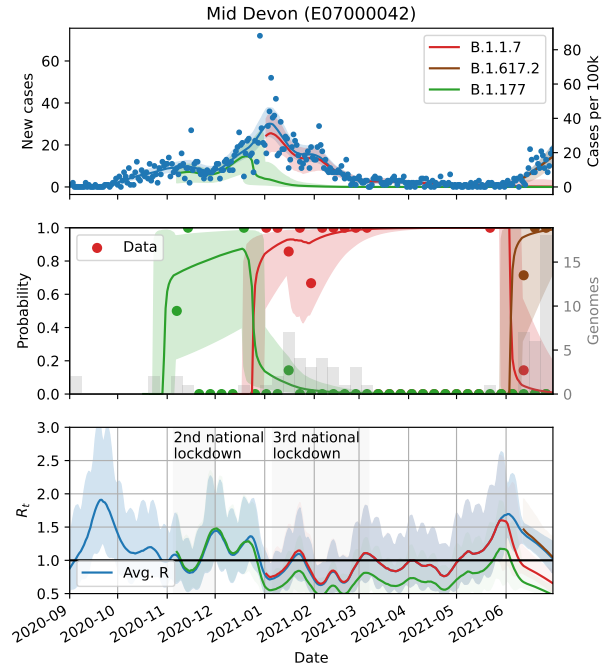 Mid Devon (E07000042)
New cases
60
40
20
0
B.1.1.7
B.1.617.2
B.1.177
80
60
40
20
0
Cases per 100k
Probability
1.0
0.8
0.6
0.4
0.2
0.0
Data
15
10
5
0
Genomes
Rt
3.0
2.5
2.0
1.5
1.0
0.5
2nd national
lockdown
3rd national
lockdown
Avg. R
2020-09
2020-10
2020-11
2020-12
2021-01
2021-02
2021-03
2021-04
2021-05
2021-06
Date